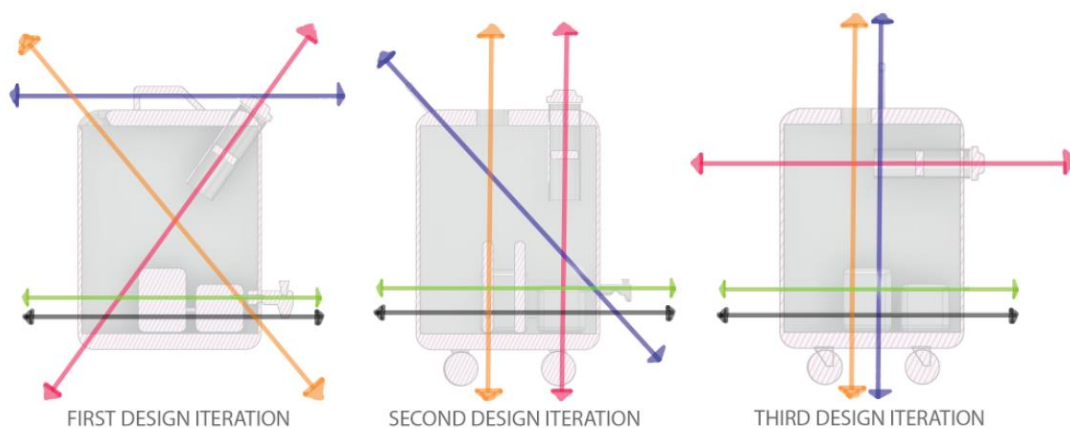 FIRST DESIGN ITERATION
SECOND DESIGN ITERATION
THIRD DESIGN ITERATION